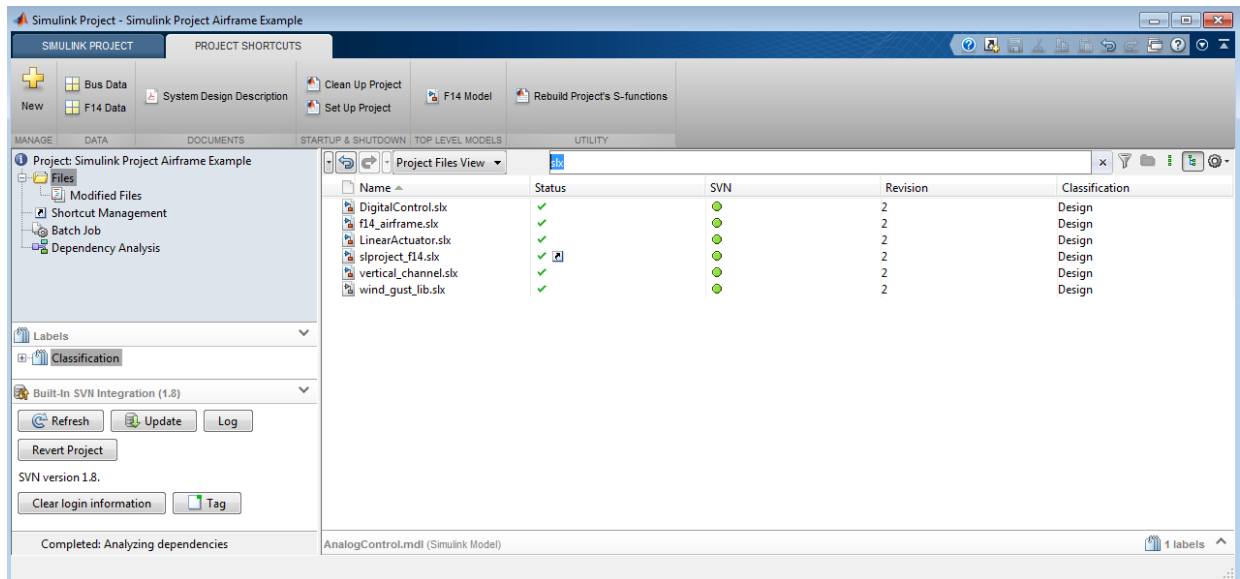 Simulink Project - Simulink Project Airframe Example
SIMULINK PROJECT PROJECT SHORTCUTS
New
Bus Data
F14 Data
System Design Description
Clean Up Project
Set Up Project
F14 Model
Rebuild Project's S-functions
MANAGE DATA DOCUMENTS STARTUP & SHUTDOWN TOP LEVEL MODELS UTILITY
Project: Simulink Project Airframe Example
Files
Modified Files
Shortcut Management
Batch Job
Dependency Analysis
Labels
Classification
Built-In SVN Integration (1.8)
Refresh Update Log
Revert Project
SVN version 1.8.
Clear login information Tag
Completed: Analyzing dependencies
Project Files View slx
Name Status SVN Revision Classification
DigitalControl.slx 2 Design
f14_airframe.slx 2 Design
LinearActuator.slx 2 Design
slproject_f14.slx 2 Design
vertical_channel.slx 2 Design
wind_gust_lib.slx 2 Design
AnalogControl.mdl (Simulink Model) 1 labels